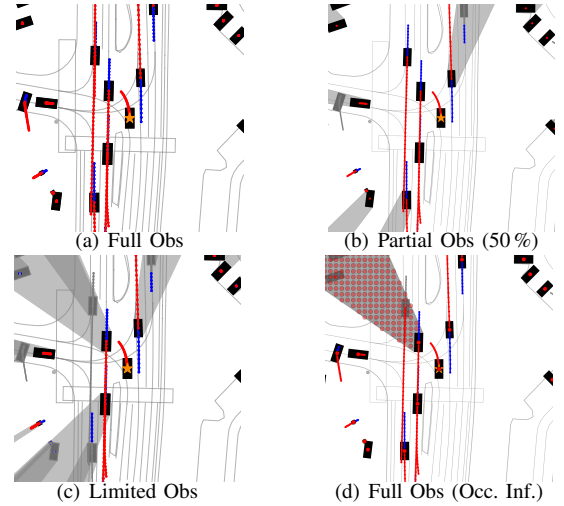 (a) Full Obs
(b) Partial Obs (50 %)
(c) Limited Obs
(d) Full Obs (Occ. Inf.)